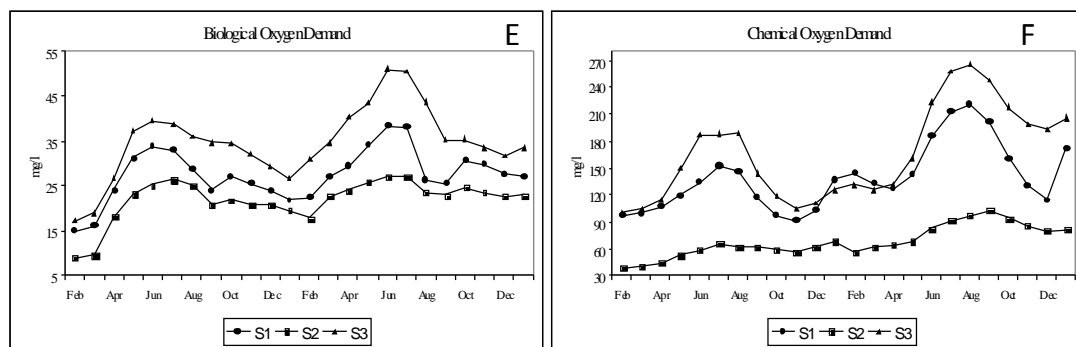 Biological Oxygen Demand
E
55
45
35
25
15
5
mg/l
Feb Apr Jun Aug Oct Dec Feb Apr Jun Aug Oct Dec
S1 S2 S3
Chemical Oxygen Demand
F
270
240
210
180
150
120
90
60
30
mg/l
Feb Apr Jun Aug Oct Dec Feb Apr Jun Aug Oct Dec
S1 S2 S3